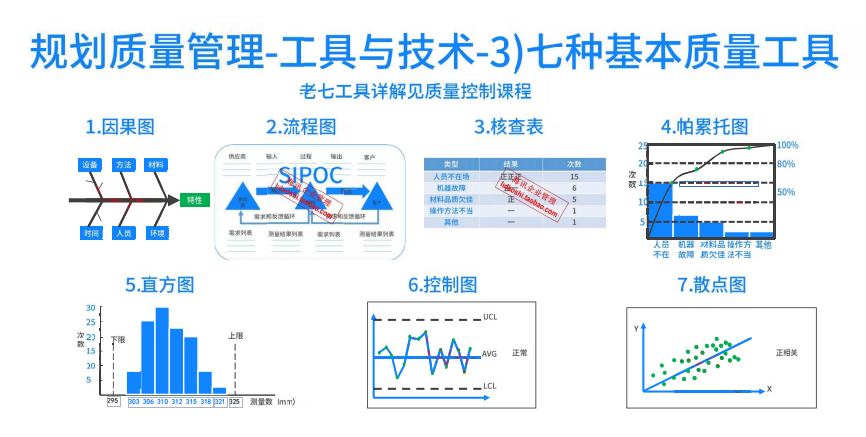 规划质量管理-工具与技术-3)七种基本质量工具
老七工具详解见质量控制课程
1.因果图
2.流程图
3.核查表
4.帕累托图
设备 方法 材料
特性
时间 人员 环境
供应商 输入 过程 输出 客户
SIPOC
需求和反馈循环
需求列表 测量结果列表 需求列表 测量结果列表
类型 结果 次数
人员不在场 正正正 15
机器故障 6
材料品质欠佳 正 5
操作方法不当 一 1
其他 一 1
腾讯企业管理
laboshi.taobao.com
次数
25
20
15
10
5
100%
80%
50%
人员不在 机器故障 材料品质欠佳 操作方法不当 其他
5.直方图
6.控制图
7.散点图
次数
30
25
20
15
10
5
下限
上限
295 303 306 310 312 315 318 321 325 测量数 (mm)
UCL
AVG
LCL
正常
Y
X
正相关